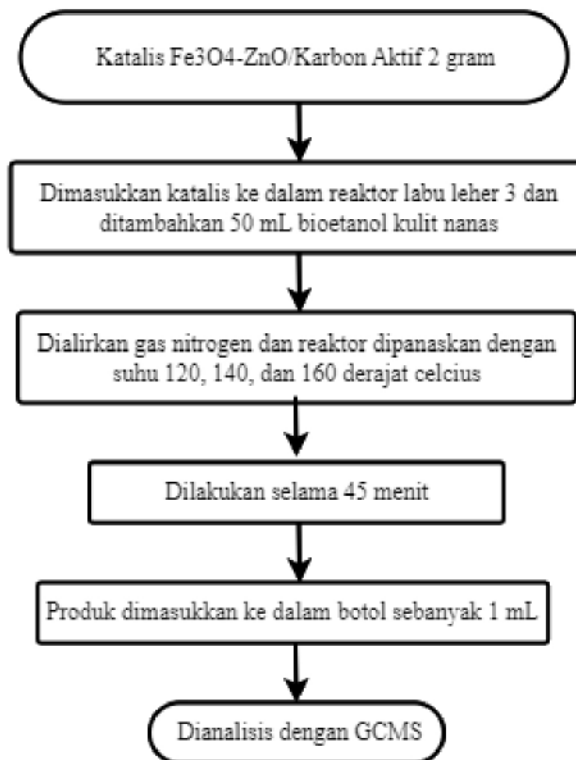 Katalis Fe3O4-ZnO/Karbon Aktif 2 gram
Dimasukkan katalis ke dalam reaktor labu leher 3 dan
ditambahkan 50 mL bioetanol kulit nanas
Dialirkan gas nitrogen dan reaktor dipanaskan dengan
suhu 120, 140, dan 160 derajat celcius
Dilakukan selama 45 menit
Produk dimasukkan ke dalam botol sebanyak 1 mL
Dianalisis dengan GCMS